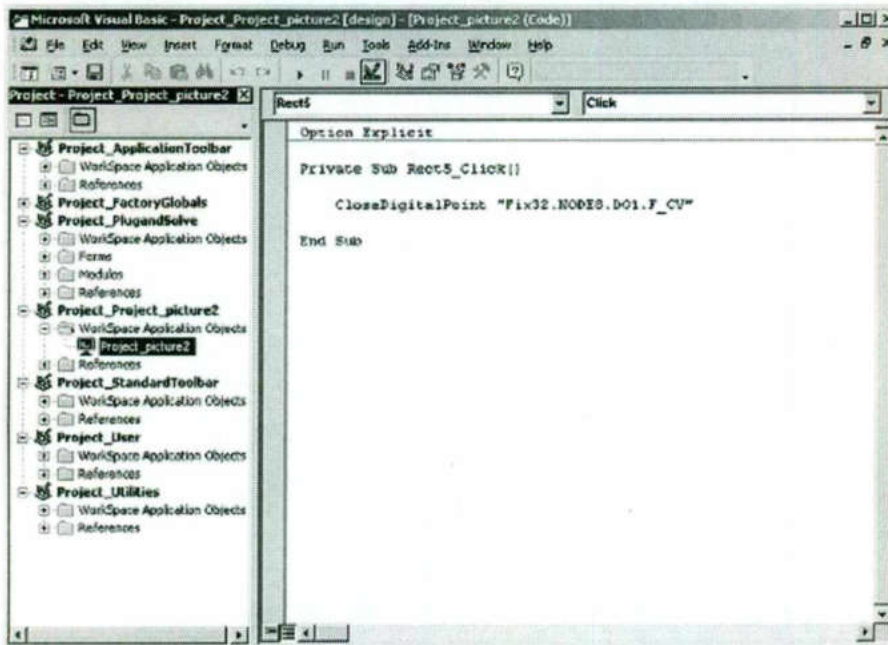 Microsoft Visual Basic - Project_Project_picture2 [design] - [Project_picture2 (Code)]
File Edit View Insert Format Debug Run Tools Add-Ins Window Help
Project - Project_Project_picture2
Project_ApplicationToolbar
WorkSpace Application Objects
References
Project_FactoryGlobals
Project_PlugandSolve
WorkSpace Application Objects
Forms
Modules
References
Project_Project_picture2
WorkSpace Application Objects
Project_picture2
References
Project_StandardToolbar
WorkSpace Application Objects
References
Project_User
WorkSpace Application Objects
References
Project_Utilities
WorkSpace Application Objects
References
Rect5 Click
Option Explicit
Private Sub Rect5_Click()
CloseDigitalPoint "Fix32.NODE8.DO1.F_CV"
End Sub